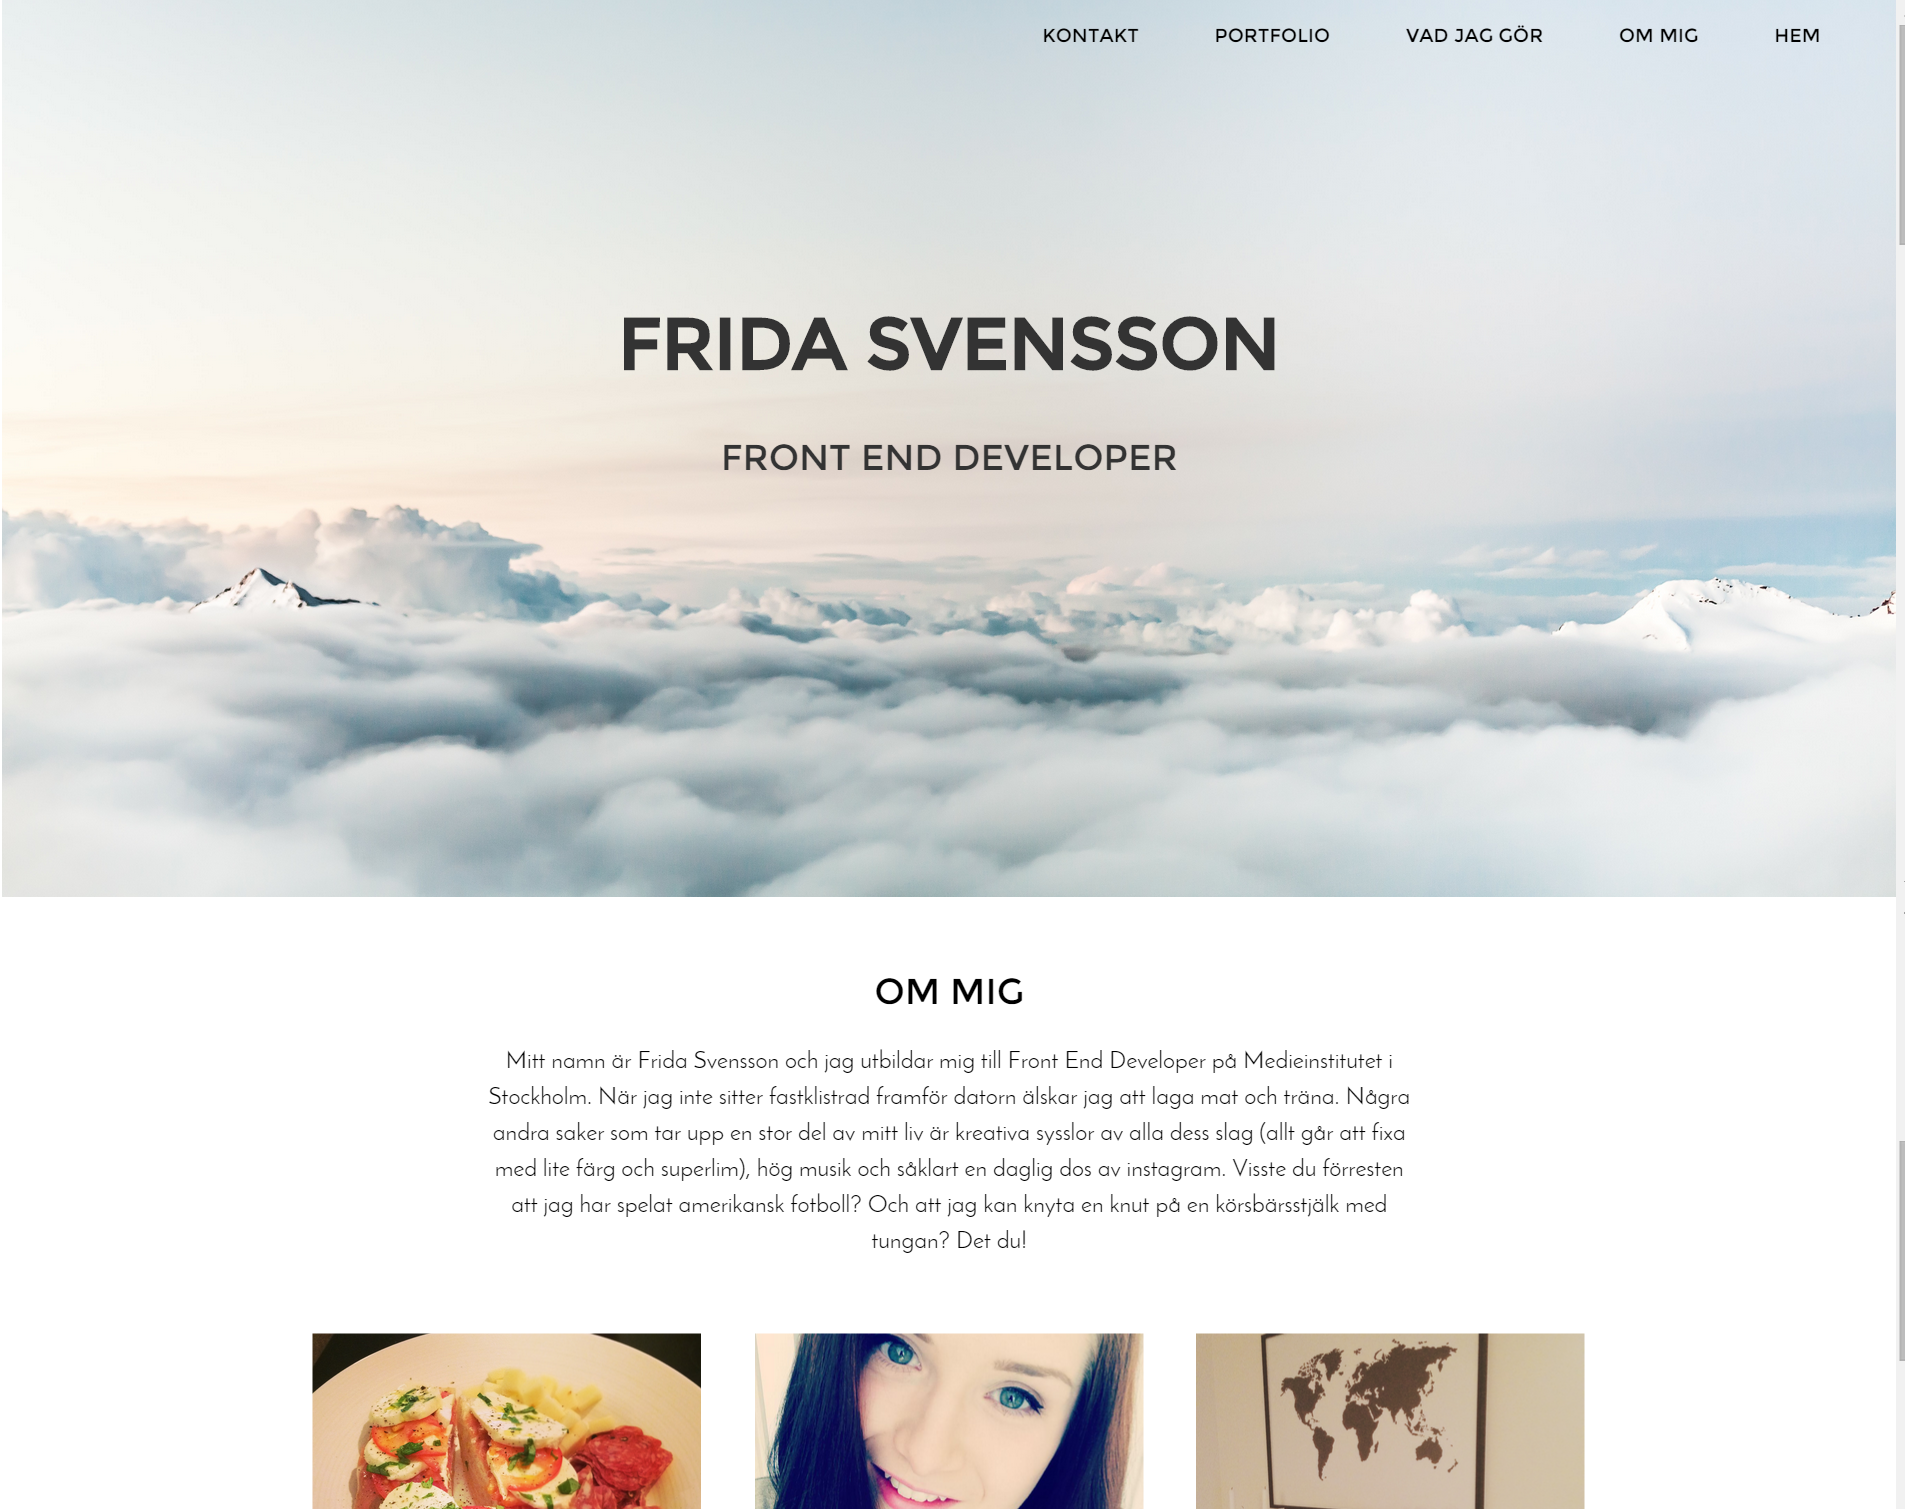 KONTAKT PORTFOLIO VAD JAG GÖR OM MIG HEM
FRIDA SVENSSON
FRONT END DEVELOPER
OM MIG
Mitt namn är Frida Svensson och jag utbildar mig till Front End Developer på Medieinstitutet i
Stockholm. När jag inte sitter fastklistrad framför datorn älskar jag att laga mat och träna. Några
andra saker som tar upp en stor del av mitt liv är kreativa sysslor av alla dess slag (allt går att fixa
med lite färg och superlim), hög musik och såklart en daglig dos av instagram. Visste du förresten
att jag har spelat amerikansk fotboll? Och att jag kan knyta en knut på en körsbärsstjälk med
tungan? Det du!